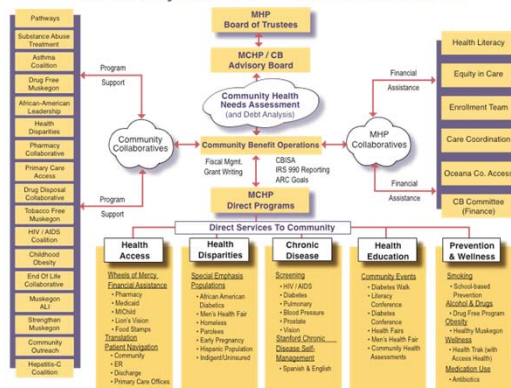 MHP
Board of Trustees
MCHP / CB
Advisory Board
Community Health
Needs Assessment
(and Debt Analysis)
Community Benefit Operations
Fiscal Mgmt.
Grant Writing
CBISA
IRS 990 Reporting
ARC Goals
MCHP
Direct Programs
Direct Services To Community
Pathways
Substance Abuse
Treatment
Asthma
Coalition
Drug Free
Muskegon
African-American
Leadership
Health
Disparities
Pharmacy
Collaborative
Primary Care
Access
Drug Disposal
Collaborative
Tobacco Free
Muskegon
HIV / AIDS
Coalition
Childhood
Obesity
End Of Life
Collaborative
Muskegon
ALI
Strengthen
Muskegon
Community
Outreach
Hepatitis-C
Coalition
Program
Support
Community
Collaboratives
Program
Support
Financial
Assistance
MHP
Collaboratives
Financial
Assistance
Health Literacy
Equity in Care
Enrollment Team
Care Coordination
Oceana Co. Access
CB Committee
(Finance)
Health
Access
Wheels of Mercy
Financial Assistance
• Pharmacy
• Medicaid
• MIChild
• Lion's Vision
• Food Stamps
Translation
Patient Navigation
• Community
• ER
• Discharge
• Primary Care Offices
Health
Disparities
Special Emphasis
Populations
• African American
Diabetics
• Men's Health Fair
• Homeless
• Parolees
• Early Pregnancy
• Hispanic Population
• Indigent/Uninsured
Chronic
Disease
Screening
• HIV / AIDS
• Diabetes
• Pulmonary
• Blood Pressure
• Prostate
• Vision
Stanford Chronic
Disease Self-
Management
• Spanish & English
Health
Education
Community Events
• Diabetes Walk
• Literacy
Conference
• Diabetes
Conference
• Health Fairs
• Men's Health Fair
• Community Health
Assessments
Prevention
& Wellness
Smoking
• School-based
Prevention
Alcohol & Drugs
• Drug Free Program
Obesity
• Healthy Muskegon
Wellness
• Health Trak (with
Access Health)
Medication Use
• Antibiotics